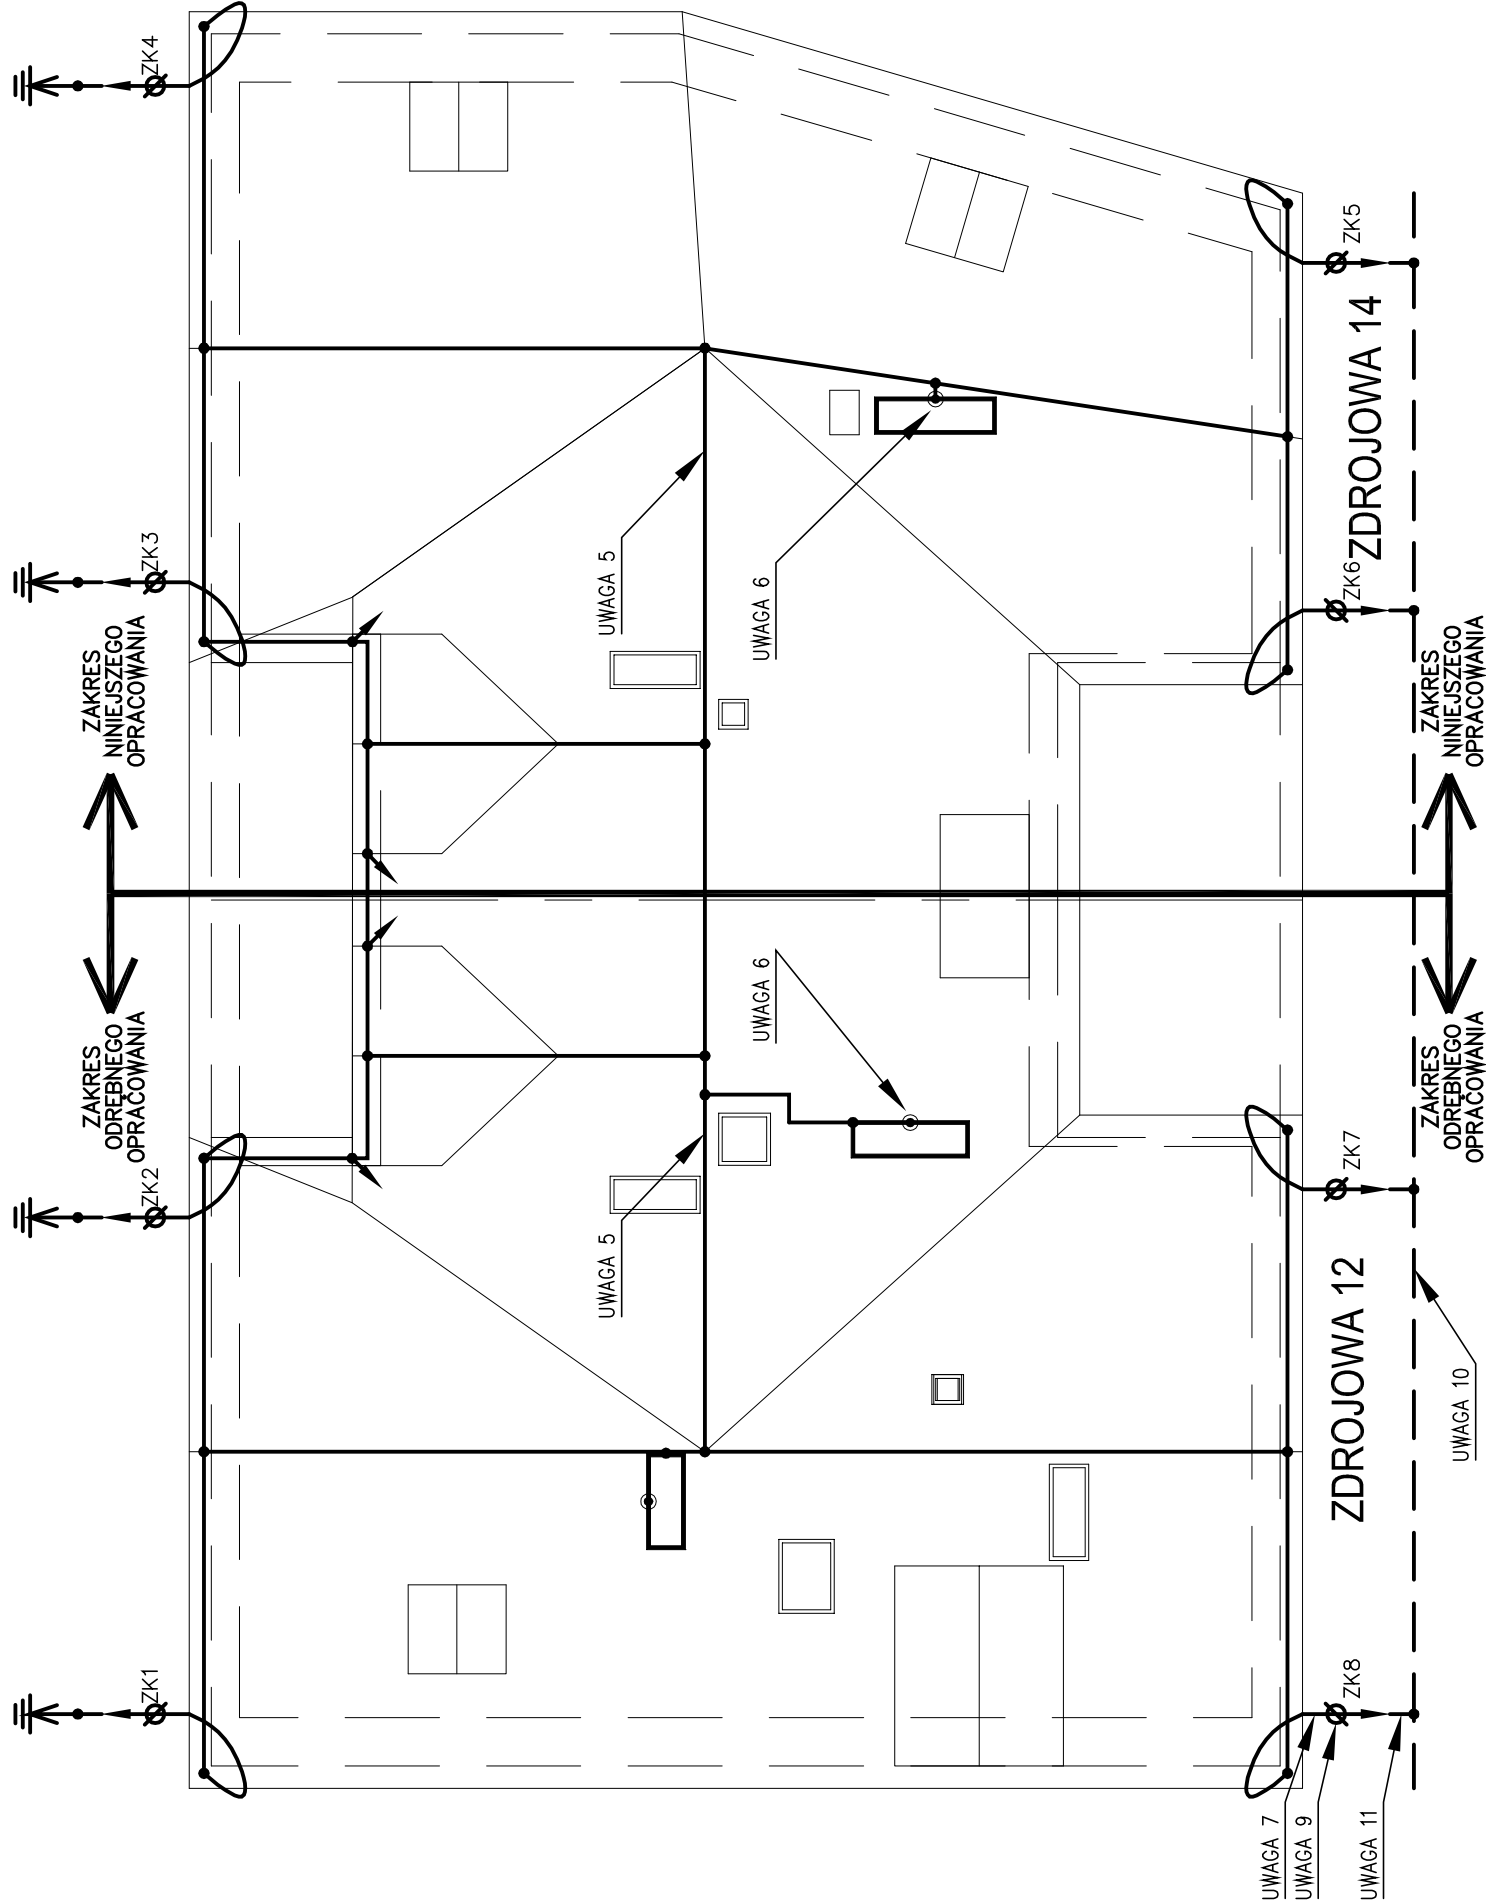 ZK1
ZK2
ZK3
ZK4
ZAKRES
ODRĘBNEGO
OPRACOWANIA
ZAKRES
NINIEJSZEGO
OPRACOWANIA
UWAGA 5
UWAGA 5
UWAGA 6
UWAGA 6
UWAGA 7
UWAGA 9
UWAGA 11
ZK8
ZK7
ZK6
ZK5
ZDROJOWA 12
ZDROJOWA 14
ZAKRES
ODRĘBNEGO
OPRACOWANIA
ZAKRES
NINIEJSZEGO
OPRACOWANIA
UWAGA 10